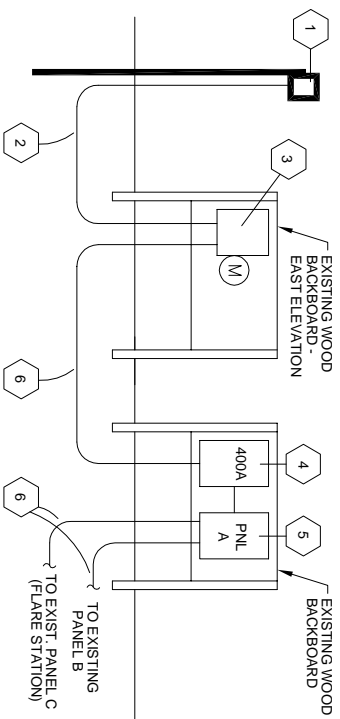 1
EXISTING WOOD
BACKBOARD -
EAST ELEVATION
3
M
EXISTING WOOD
BACKBOARD
4
5
400A
PNL
A
2
6
6
TO EXISTING
PANEL B
TO EXIST. PANEL C
(FLARE STATION)